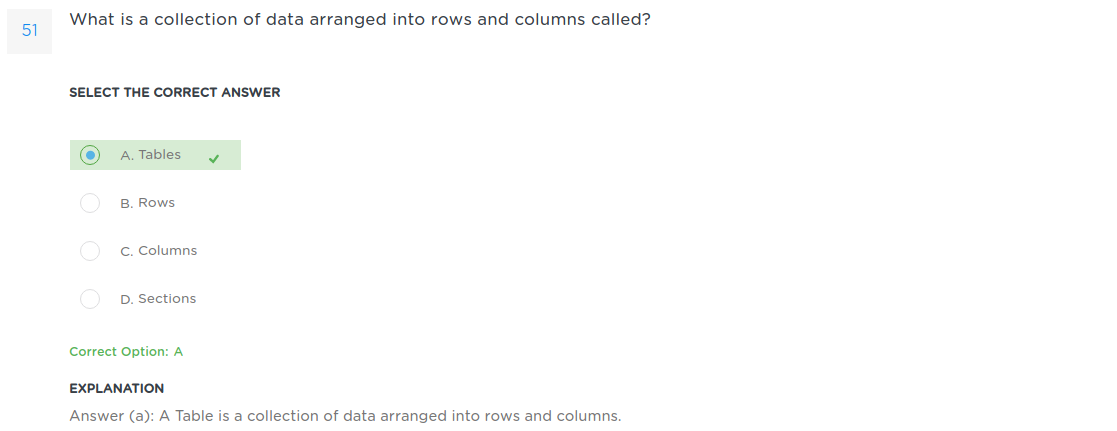 51
What is a collection of data arranged into rows and columns called?
SELECT THE CORRECT ANSWER
A. Tables
B. Rows
C. Columns
D. Sections
Correct Option: A
EXPLANATION
Answer (a): A Table is a collection of data arranged into rows and columns.